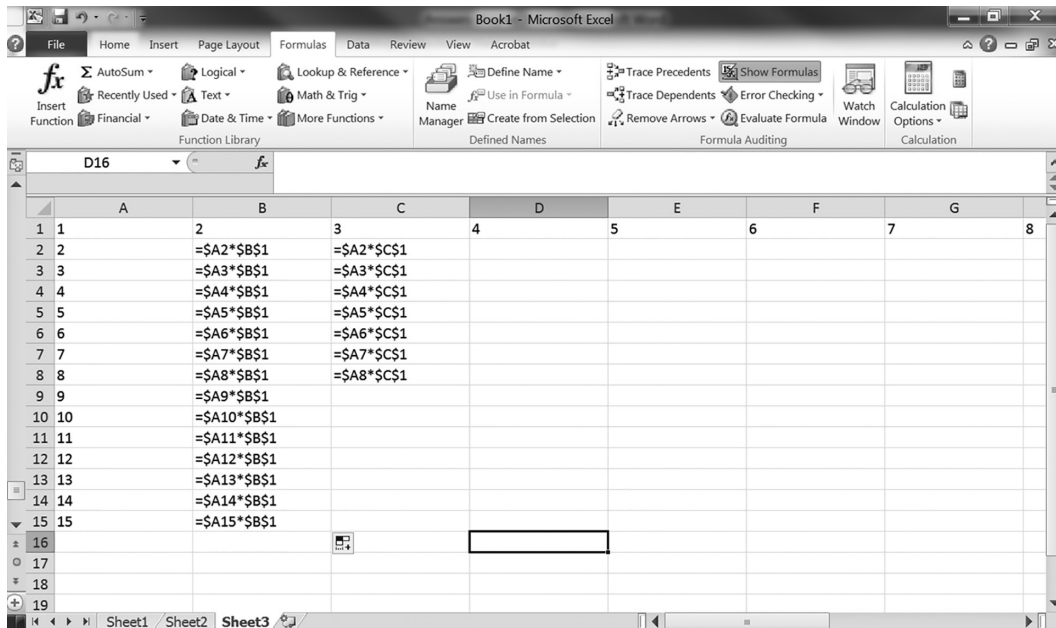 Book1 - Microsoft Excel
File Home Insert Page Layout Formulas Data Review View Acrobat
fx Σ AutoSum Logical Lookup & Reference Define Name Trace Precedents Show Formulas
Insert Function Recently Used Text Math & Trig Name Manager Use in Formula Trace Dependents Error Checking Watch Window Calculation Options
Financial Date & Time More Functions Create from Selection Remove Arrows Evaluate Formula
Function Library Defined Names Formula Auditing Calculation
D16 fx
A B C D E F G
1 1 2 3 4 5 6 7 8
2 2 =$A2*$B$1 =$A2*$C$1
3 3 =$A3*$B$1 =$A3*$C$1
4 4 =$A4*$B$1 =$A4*$C$1
5 5 =$A5*$B$1 =$A5*$C$1
6 6 =$A6*$B$1 =$A6*$C$1
7 7 =$A7*$B$1 =$A7*$C$1
8 8 =$A8*$B$1 =$A8*$C$1
9 9 =$A9*$B$1
10 10 =$A10*$B$1
11 11 =$A11*$B$1
12 12 =$A12*$B$1
13 13 =$A13*$B$1
14 14 =$A14*$B$1
15 15 =$A15*$B$1
16
17
18
19
Sheet1 Sheet2 Sheet3